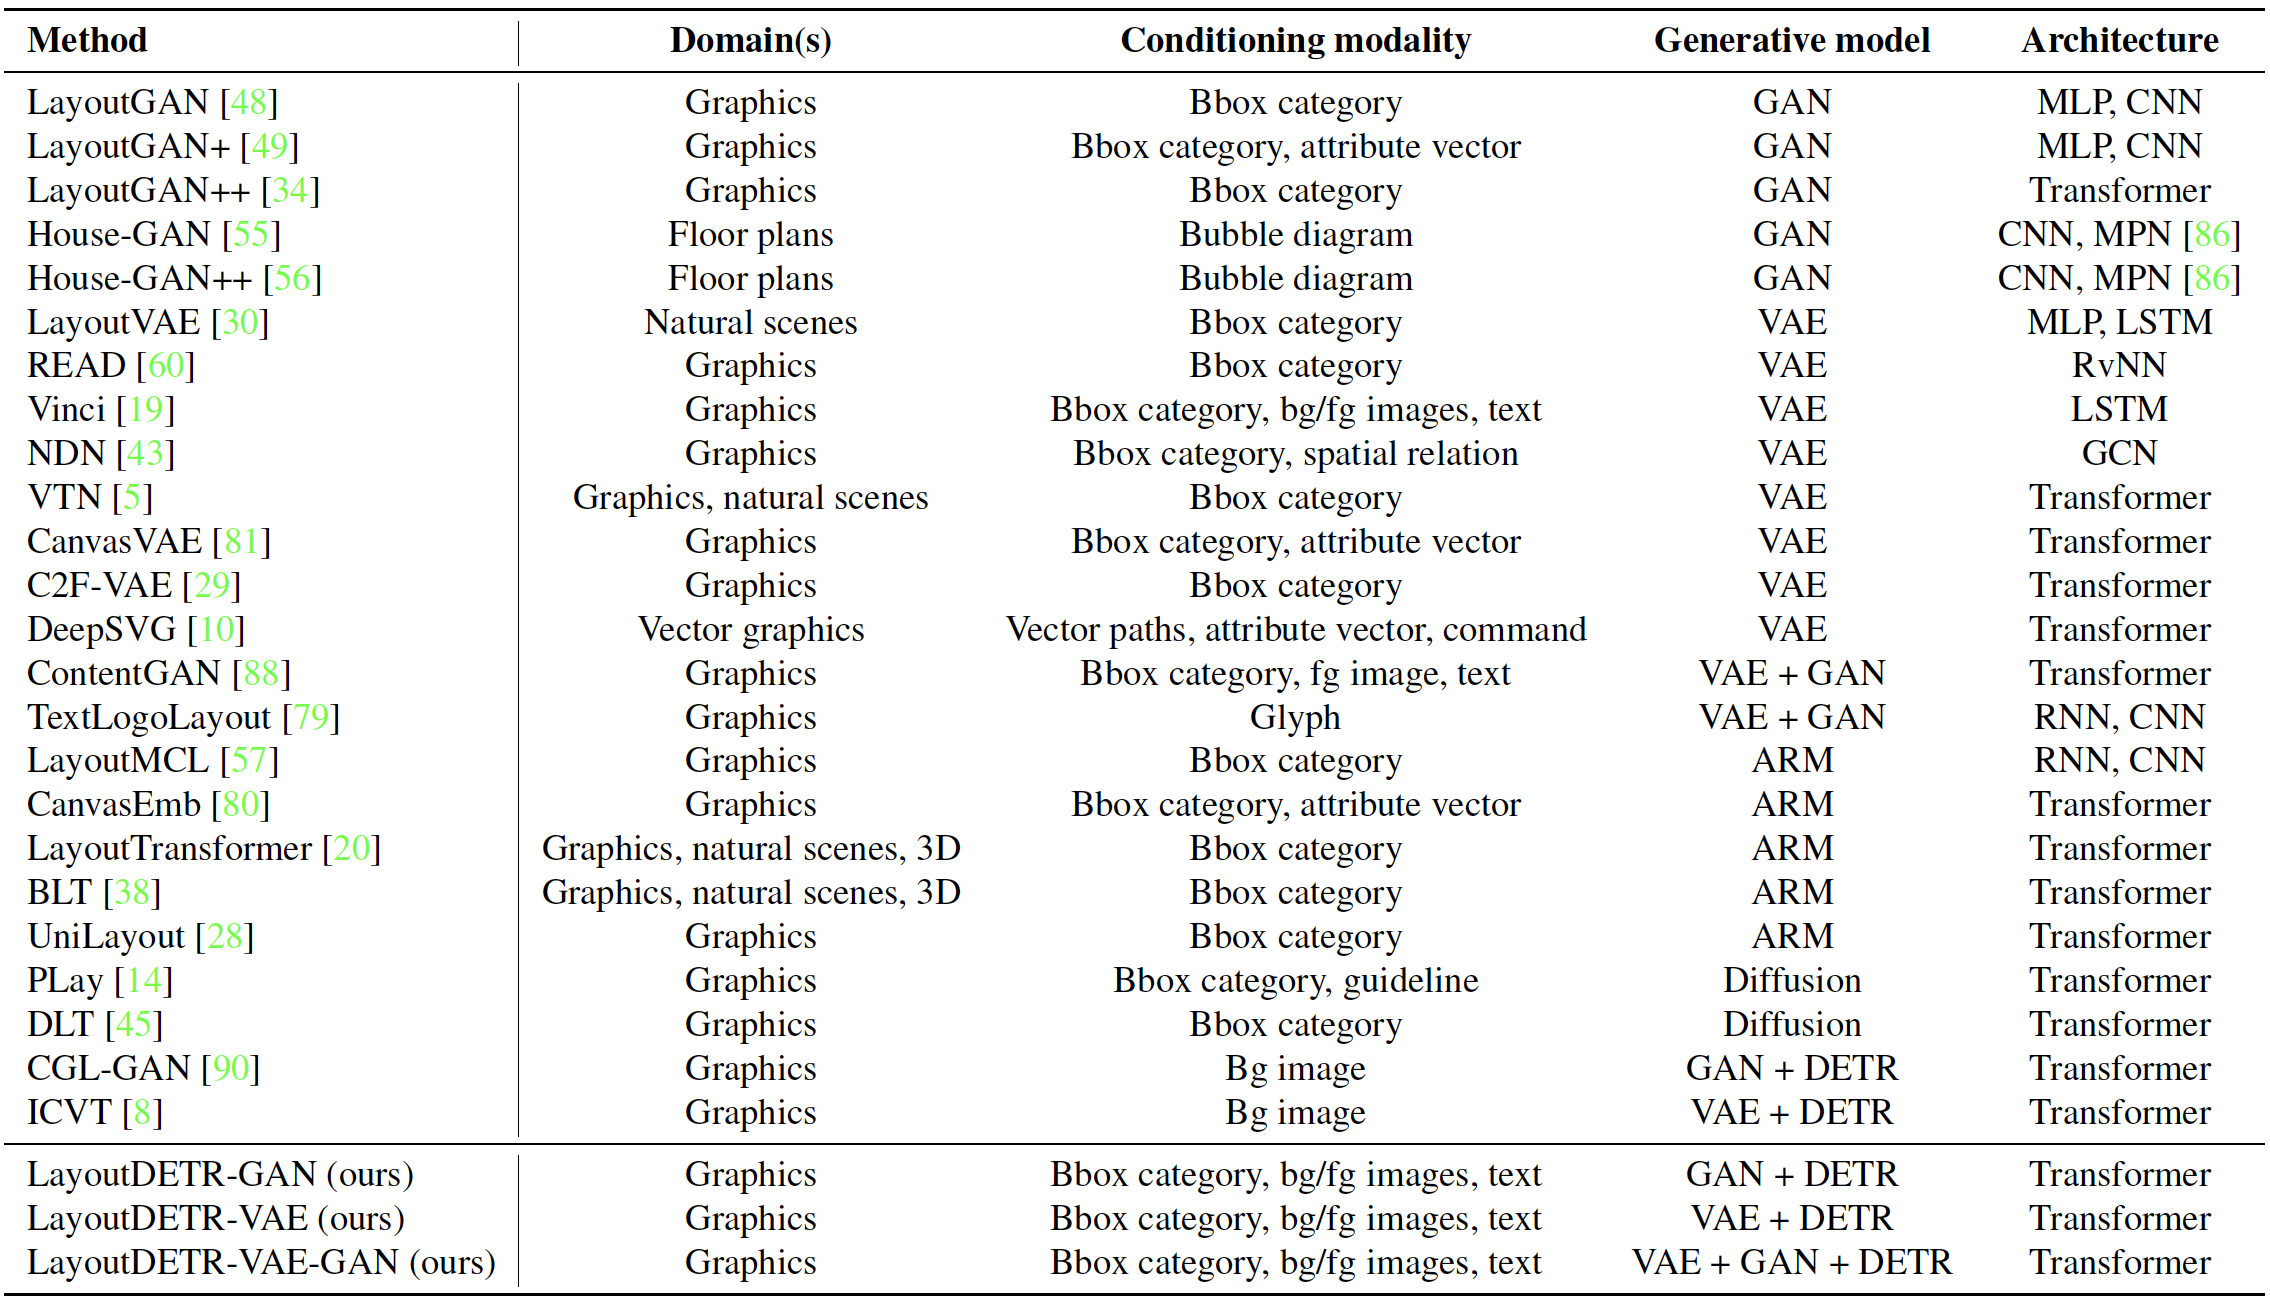 Method Domain(s) Conditioning modality Generative model Architecture
LayoutGAN [48] Graphics Bbox category GAN MLP, CNN
LayoutGAN+ [49] Graphics Bbox category, attribute vector GAN MLP, CNN
LayoutGAN++ [34] Graphics Bbox category GAN Transformer
House-GAN [55] Floor plans Bubble diagram GAN CNN, MPN [86]
House-GAN++ [56] Floor plans Bubble diagram GAN CNN, MPN [86]
LayoutVAE [30] Natural scenes Bbox category VAE MLP, LSTM
READ [60] Graphics Bbox category VAE RvNN
Vinci [19] Graphics Bbox category, bg/fg images, text VAE LSTM
NDN [43] Graphics Bbox category, spatial relation VAE GCN
VTN [5] Graphics, natural scenes Bbox category VAE Transformer
CanvasVAE [81] Graphics Bbox category, attribute vector VAE Transformer
C2F-VAE [29] Graphics Bbox category VAE Transformer
DeepSVG [10] Vector graphics Vector paths, attribute vector, command VAE Transformer
ContentGAN [88] Graphics Bbox category, fg image, text VAE + GAN Transformer
TextLogoLayout [79] Graphics Glyph VAE + GAN RNN, CNN
LayoutMCL [57] Graphics Bbox category ARM RNN, CNN
CanvasEmb [80] Graphics Bbox category, attribute vector ARM Transformer
LayoutTransformer [20] Graphics, natural scenes, 3D Bbox category ARM Transformer
BLT [38] Graphics, natural scenes, 3D Bbox category ARM Transformer
UniLayout [28] Graphics Bbox category ARM Transformer
PLay [14] Graphics Bbox category, guideline Diffusion Transformer
DLT [45] Graphics Bbox category Diffusion Transformer
CGL-GAN [90] Graphics Bg image GAN + DETR Transformer
ICVT [8] Graphics Bg image VAE + DETR Transformer
LayoutDETR-GAN (ours) Graphics Bbox category, bg/fg images, text GAN + DETR Transformer
LayoutDETR-VAE (ours) Graphics Bbox category, bg/fg images, text VAE + DETR Transformer
LayoutDETR-VAE-GAN (ours) Graphics Bbox category, bg/fg images, text VAE + GAN + DETR Transformer